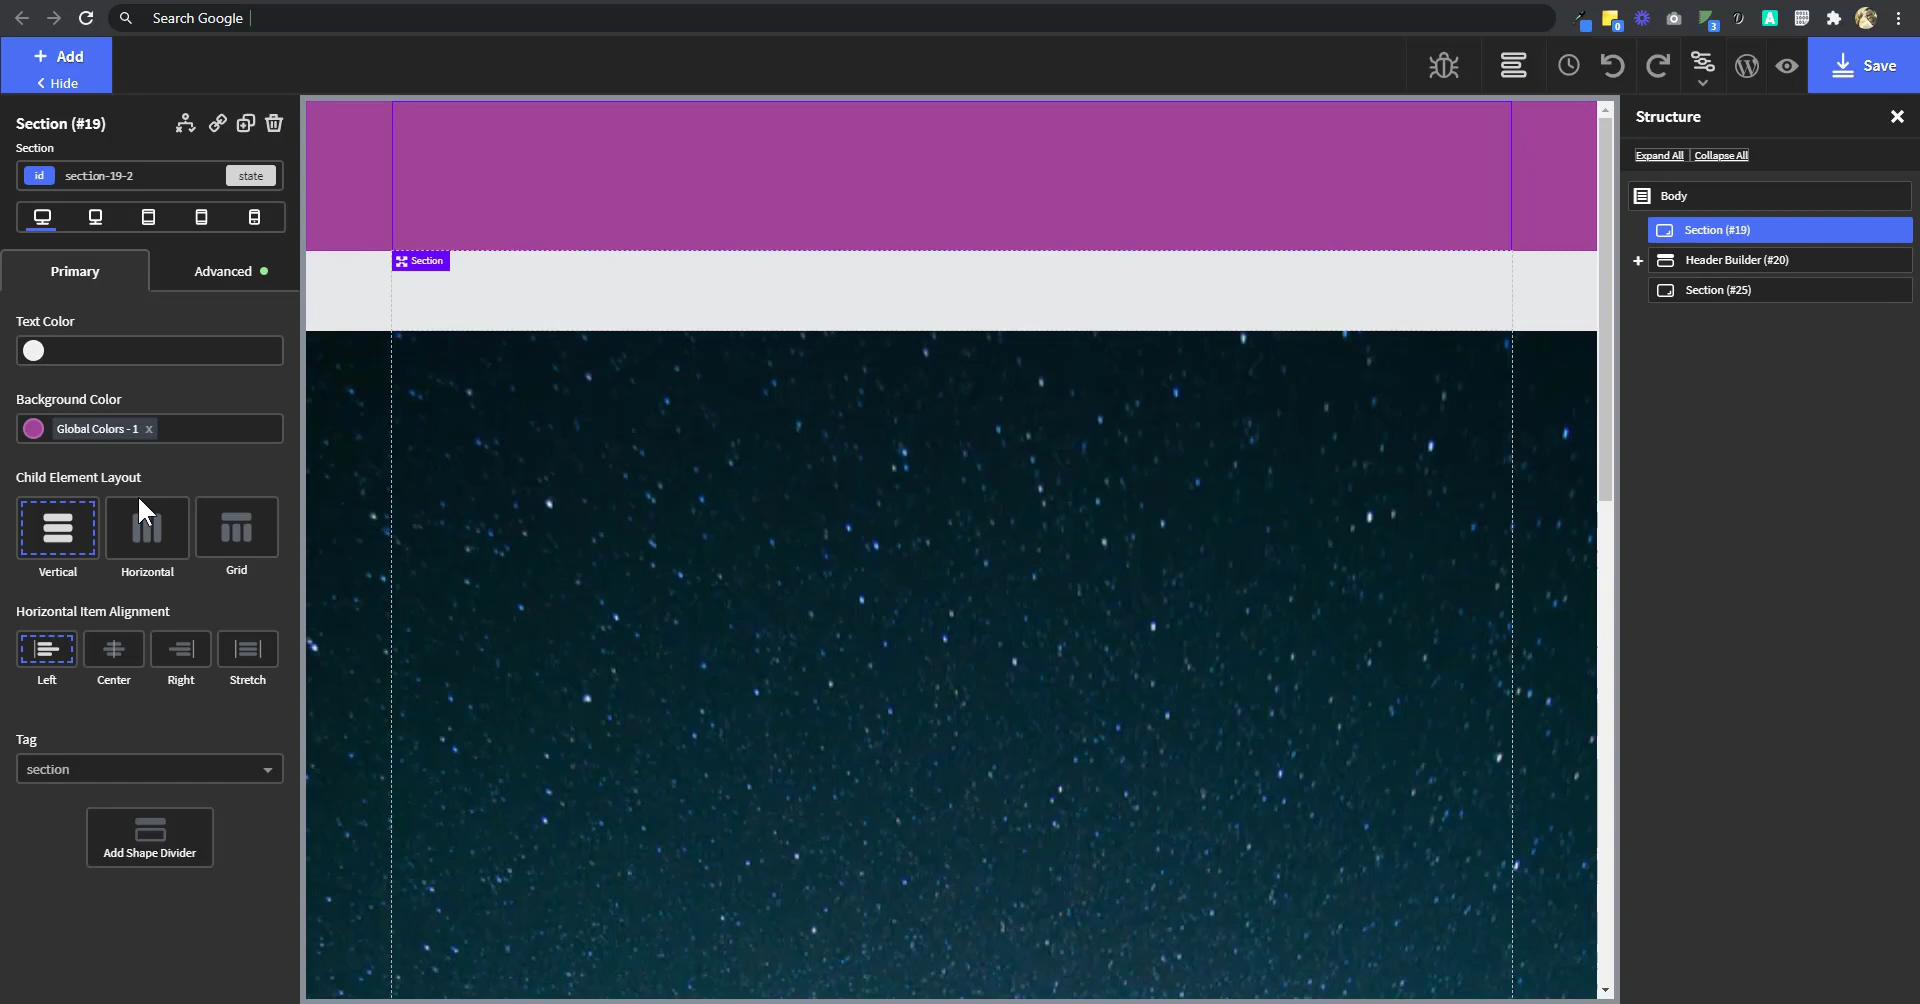 Search Google
0
3
A
+ Add
< Hide
Save
Section (#19)
Section
id section-19-2 state
Primary
Advanced
Text Color
Background Color
Global Colors - 1 x
Child Element Layout
Vertical
Horizontal
Grid
Horizontal Item Alignment
Left
Center
Right
Stretch
Tag
section
Add Shape Divider
Section
Structure
Expand All | Collapse All
Body
Section (#19)
+ Header Builder (#20)
Section (#25)